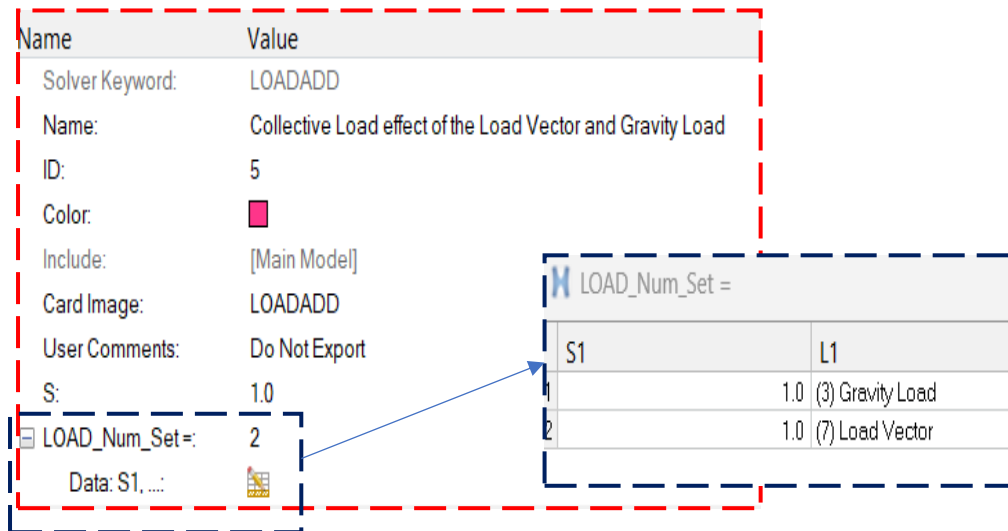 Name Value
Solver Keyword: LOADADD
Name: Collective Load effect of the Load Vector and Gravity Load
ID: 5
Color:
Include: [Main Model]
Card Image: LOADADD
User Comments: Do Not Export
S: 1.0
LOAD_Num_Set =: 2
Data: S1, ...:
LOAD_Num_Set =
S1 L1
1 1.0 (3) Gravity Load
2 1.0 (7) Load Vector